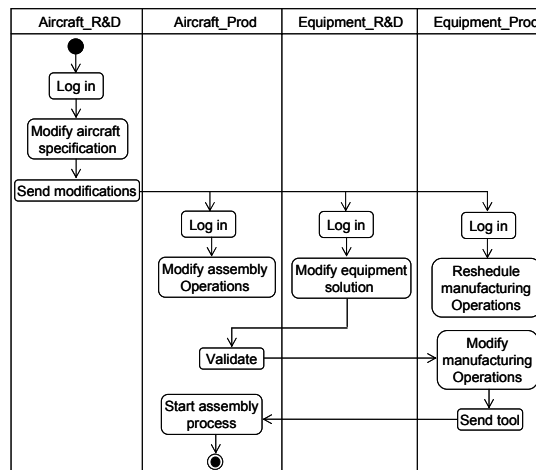 Aircraft_R&D
Aircraft_Prod
Equipment_R&D
Equipment_Prod
Log in
Modify aircraft
specification
Send modifications
Log in
Log in
Log in
Modify assembly
Operations
Modify equipment
solution
Reshedule
manufacturing
Operations
Validate
Modify
manufacturing
Operations
Start assembly
process
Send tool